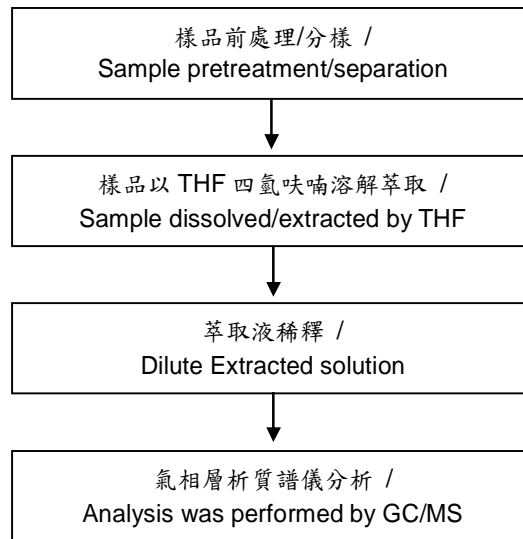 樣品前處理/分樣 /
Sample pretreatment/separation
樣品以 THF 四氫呋喃溶解萃取 /
Sample dissolved/extracted by THF
萃取液稀釋 /
Dilute Extracted solution
氣相層析質譜儀分析 /
Analysis was performed by GC/MS